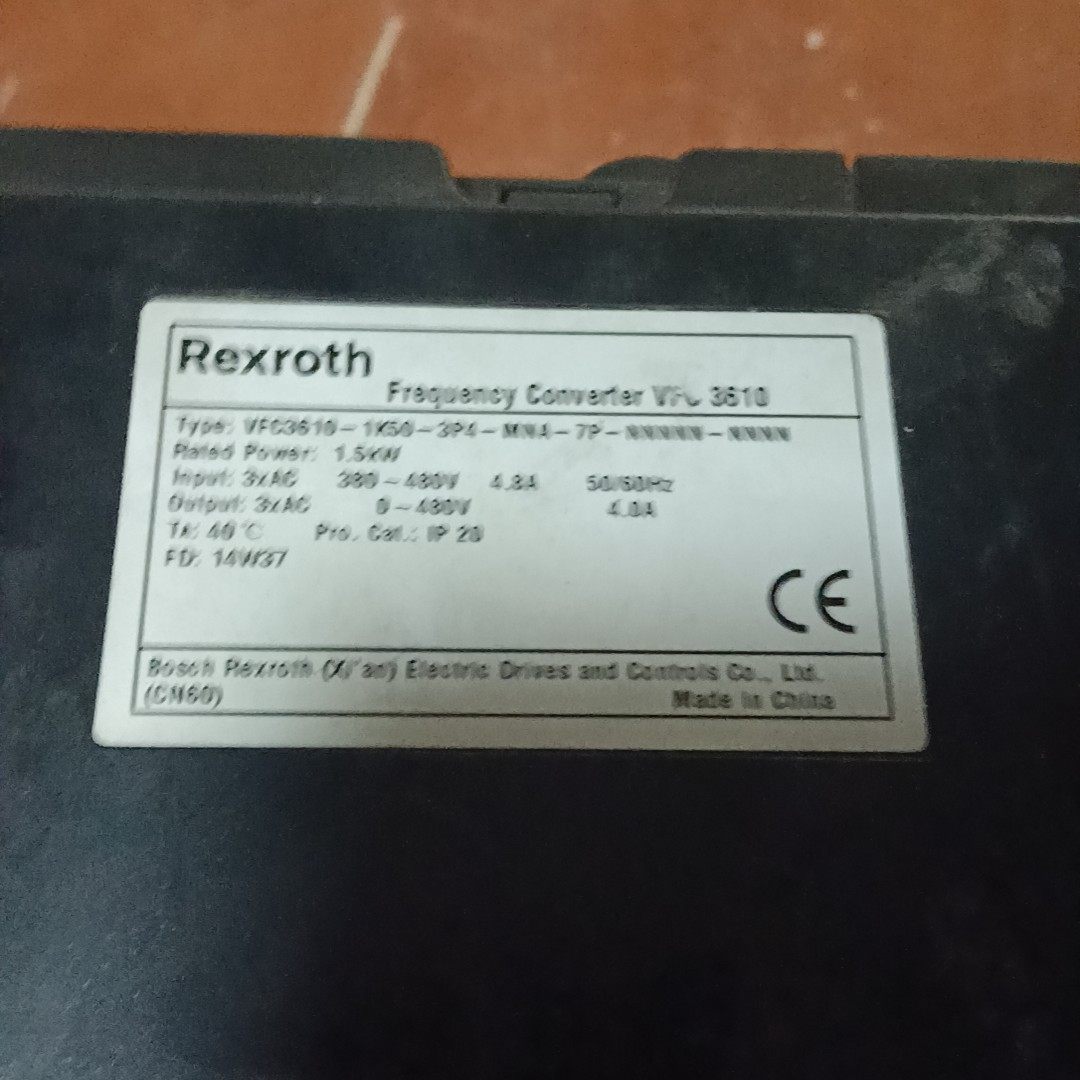 Rexroth
Frequency Converter VFC 3610
Type: VFC3610-1K50-3P4-MNA-7P-NNNNN-NNNN
Rated Power: 1.5kW
Input: 3xAC 380~480V 4.8A 50/60Hz
Output: 3xAC 0~480V 4.0A
TA: 40°C Pro. Cat.: IP 20
FD: 14W37
CE
Bosch Rexroth (Xi'an) Electric Drives and Controls Co., Ltd.
(CN60) Made in China